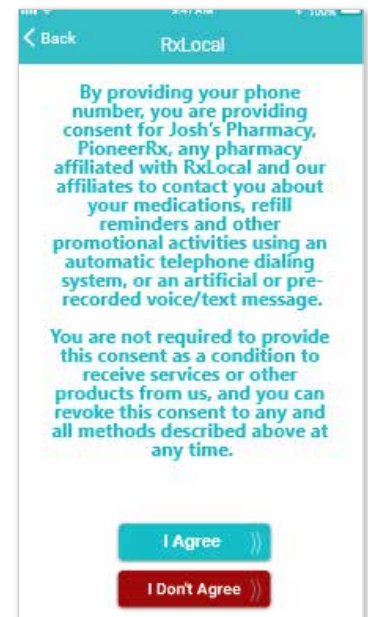 Back
RxLocal
By providing your phone
number, you are providing
consent for Josh's Pharmacy,
PioneerRx, any pharmacy
affiliated with RxLocal and our
affiliates to contact you about
your medications, refill
reminders and other
promotional activities using an
automatic telephone dialing
system, or an artificial or pre-
recorded voice/text message.
You are not required to provide
this consent as a condition to
receive services or other
products from us, and you can
revoke this consent to any and
all methods described above at
any time.
I Agree
I Don't Agree